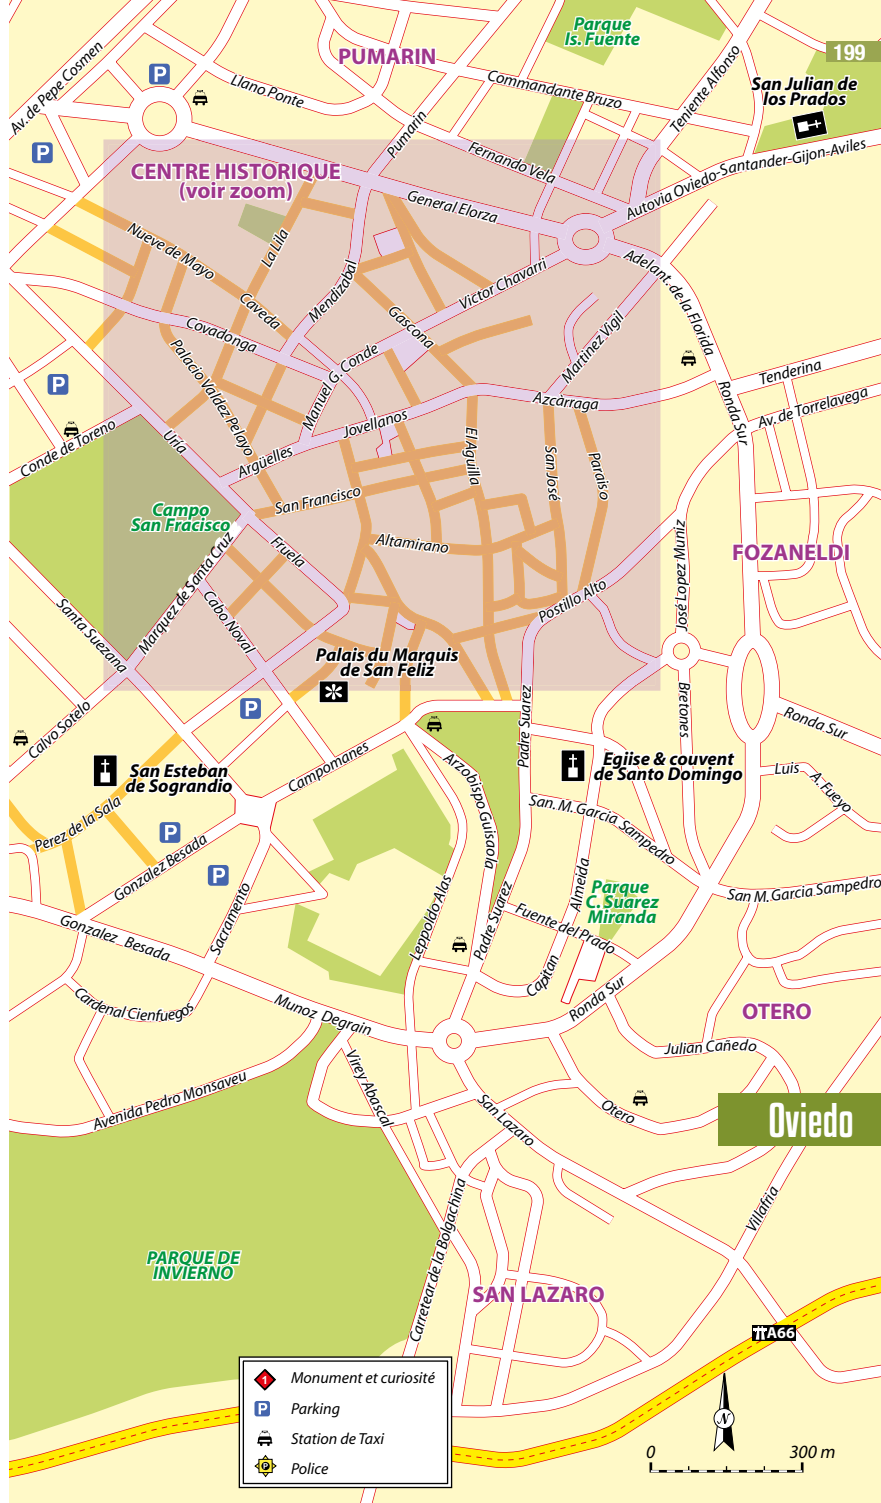 Parque
Is. Fuente
PUMARIN
199
Av. de Pepe Cosmen
P
Llano Ponte
Commandante Bruzo
Teniente Alfonso
San Julian de
los Prados
Pumarin
P
Fernando Vela
CENTRE HISTORIQUE
(voir zoom)
Autovia Oviedo-Santander-Gijon-Aviles
General Elorza
Nueve de Mayo
La Lila
Mendizabal
Victor Chavarri
Adelant. de la Florida
Caveda
Gascona
Covadonga
Martinez Vigil
Manuel G. Conde
Palacio Valdez
Pelayo
P
Tenderina
Azcárraga
Ronda Sur
Av. de Torrelavega
Conde de Toreno
Jovellanos
Uría
Argüelles
El Aguilla
San José
Paraiso
San Francisco
Campo
San Fracisco
Altamirano
Fruela
José Lopez Muniz
FOZANELDI
Marquez de Santa Cruz
Postillo Alto
Santa Suezana
Cabo Noval
Palais du Marquis
de San Feliz
Calvo Sotelo
P
Padre Suarez
Bretones
Ronda Sur
San Esteban
de Sograndio
Campomanes
Arzobispo Guisaola
Egiise & couvent
de Santo Domingo
Luis A. Fueyo
Perez de la Sala
P
San. M. Garcia Sampedro
Gonzalez Besada
P
Almeida
Parque
C. Suarez
Miranda
San M. Garcia Sampedro
Sacramento
Leppoldo Alas
Padre Suarez
Fuente del Prado
Gonzalez Besada
Capitan
Ronda Sur
Cardenal Cienfuegos
Munoz Degrain
OTERO
Virey Abascal
Julian Cañedo
Avenida Pedro Monsaveu
San Lazaro
Otero
Oviedo
Carretear de la Bolgachina
Villafria
PARQUE DE
INVIERNO
SAN LAZARO
A66
1 Monument et curiosité
P Parking
Station de Taxi
P Police
N
0 300 m